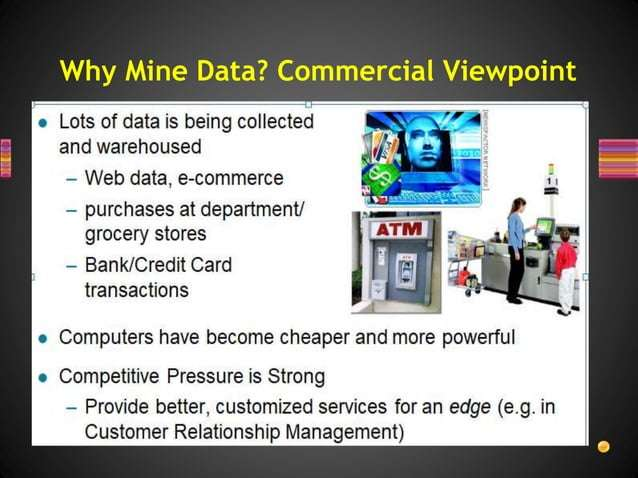 Why Mine Data? Commercial Viewpoint
● Lots of data is being collected
and warehoused
– Web data, e-commerce
– purchases at department/
grocery stores
– Bank/Credit Card
transactions
ATM
● Computers have become cheaper and more powerful
● Competitive Pressure is Strong
– Provide better, customized services for an edge (e.g. in
Customer Relationship Management)